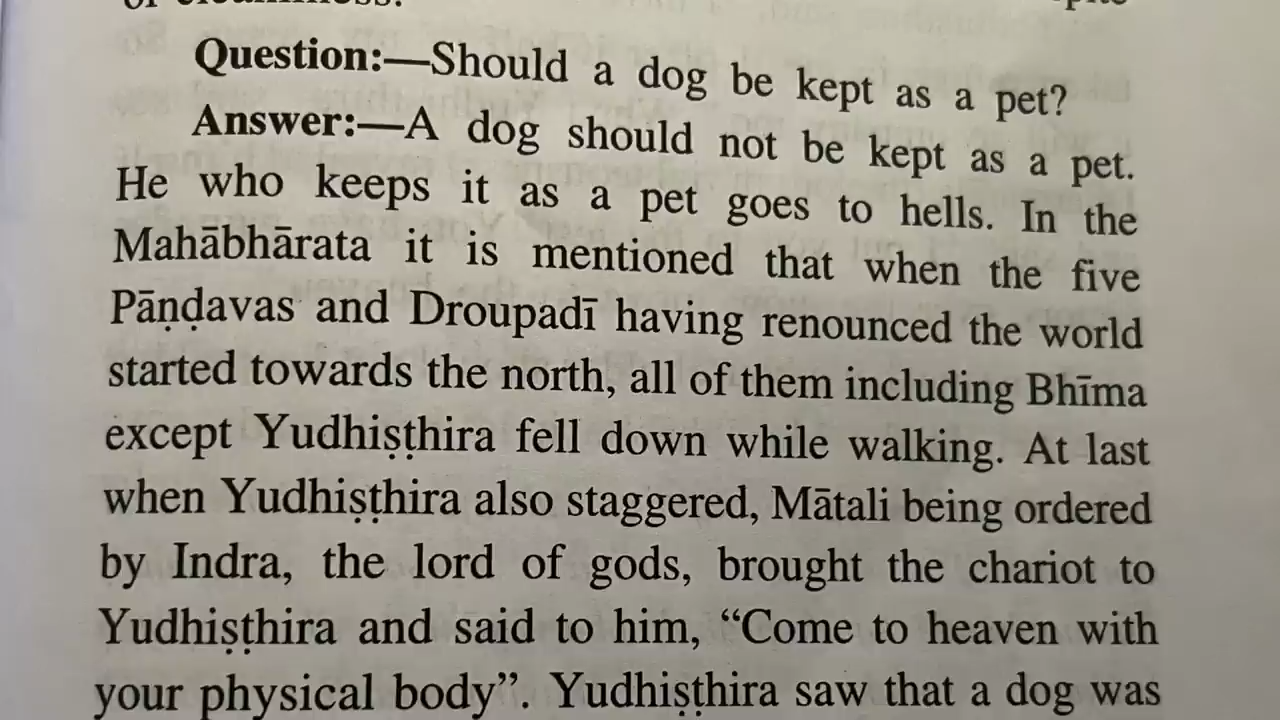 of cleanliness.
Question:—Should a dog be kept as a pet?
Answer:—A dog should not be kept as a pet.
He who keeps it as a pet goes to hells. In the
Mahābhārata it is mentioned that when the five
Pāṇḍavas and Droupadī having renounced the world
started towards the north, all of them including Bhīma
except Yudhiṣṭhira fell down while walking. At last
when Yudhiṣṭhira also staggered, Mātali being ordered
by Indra, the lord of gods, brought the chariot to
Yudhiṣṭhira and said to him, “Come to heaven with
your physical body”. Yudhiṣṭhira saw that a dog was